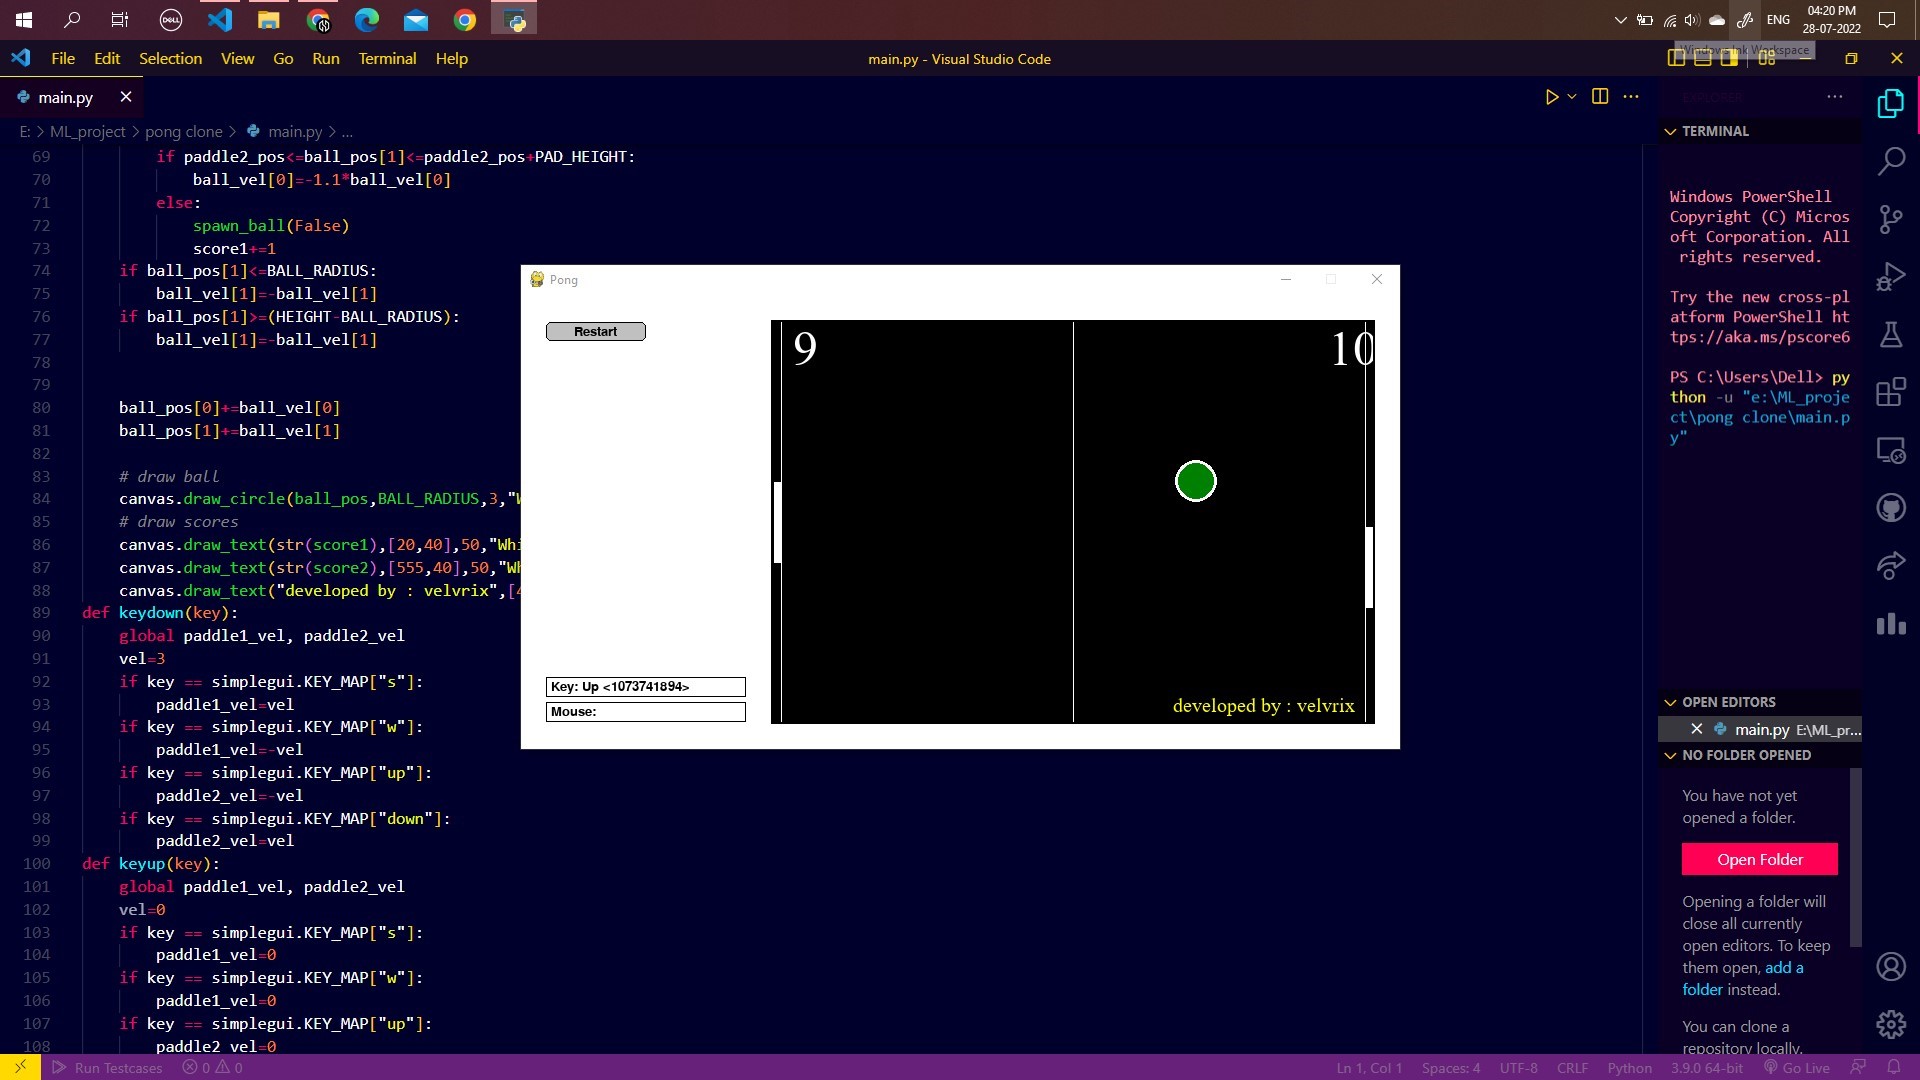 DELL
ENG
04:20 PM
28-07-2022
File Edit Selection View Go Run Terminal Help
main.py - Visual Studio Code
Windows Ink Workspace
main.py
E: > ML_project > pong clone > main.py > ...
69 if paddle2_pos<=ball_pos[1]<=paddle2_pos+PAD_HEIGHT:
70 ball_vel[0]=-1.1*ball_vel[0]
71 else:
72 spawn_ball(False)
73 score1+=1
74 if ball_pos[1]<=BALL_RADIUS:
75 ball_vel[1]=-ball_vel[1]
76 if ball_pos[1]>=(HEIGHT-BALL_RADIUS):
77 ball_vel[1]=-ball_vel[1]
78
79
80 ball_pos[0]+=ball_vel[0]
81 ball_pos[1]+=ball_vel[1]
82
83 # draw ball
84 canvas.draw_circle(ball_pos,BALL_RADIUS,3,"W
85 # draw scores
86 canvas.draw_text(str(score1),[20,40],50,"Whi
87 canvas.draw_text(str(score2),[555,40],50,"Wh
88 canvas.draw_text("developed by : velvrix",[4
89 def keydown(key):
90 global paddle1_vel, paddle2_vel
91 vel=3
92 if key == simplegui.KEY_MAP["s"]:
93 paddle1_vel=vel
94 if key == simplegui.KEY_MAP["w"]:
95 paddle1_vel=-vel
96 if key == simplegui.KEY_MAP["up"]:
97 paddle2_vel=-vel
98 if key == simplegui.KEY_MAP["down"]:
99 paddle2_vel=vel
100 def keyup(key):
101 global paddle1_vel, paddle2_vel
102 vel=0
103 if key == simplegui.KEY_MAP["s"]:
104 paddle1_vel=0
105 if key == simplegui.KEY_MAP["w"]:
106 paddle1_vel=0
107 if key == simplegui.KEY_MAP["up"]:
108 paddle2_vel=0
Pong
Restart
9
10
developed by : velvrix
Key: Up <1073741894>
Mouse:
EXPLORER
TERMINAL
Windows PowerShell
Copyright (C) Micros
oft Corporation. All
rights reserved.
Try the new cross-pl
atform PowerShell ht
tps://aka.ms/pscore6
PS C:\Users\Dell> py
thon -u "e:\ML_proje
ct\pong clone\main.p
y"
OPEN EDITORS
main.py E:\ML_pr...
NO FOLDER OPENED
You have not yet
opened a folder.
Open Folder
Opening a folder will
close all currently
open editors. To keep
them open, add a
folder instead.
You can clone a
repository locally.
Run Testcases 0 0
Ln 1, Col 1 Spaces: 4 UTF-8 CRLF Python 3.9.0 64-bit Go Live